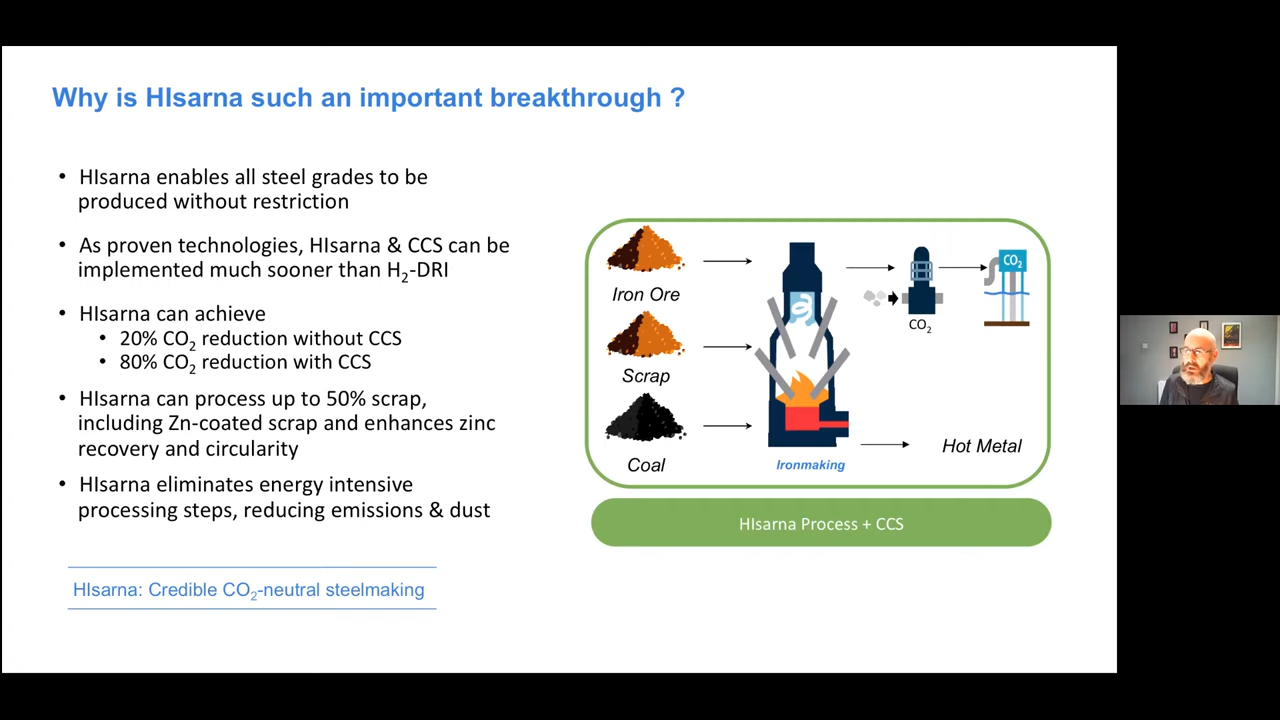 Why is HIsarna such an important breakthrough ?
• HIsarna enables all steel grades to be
produced without restriction
• As proven technologies, HIsarna & CCS can be
implemented much sooner than H₂-DRI
• HIsarna can achieve
• 20% CO₂ reduction without CCS
• 80% CO₂ reduction with CCS
• HIsarna can process up to 50% scrap,
including Zn-coated scrap and enhances zinc
recovery and circularity
• HIsarna eliminates energy intensive
processing steps, reducing emissions & dust
HIsarna: Credible CO₂-neutral steelmaking
Iron Ore
Scrap
Coal
Ironmaking
CO₂
CO₂
Hot Metal
HIsarna Process + CCS